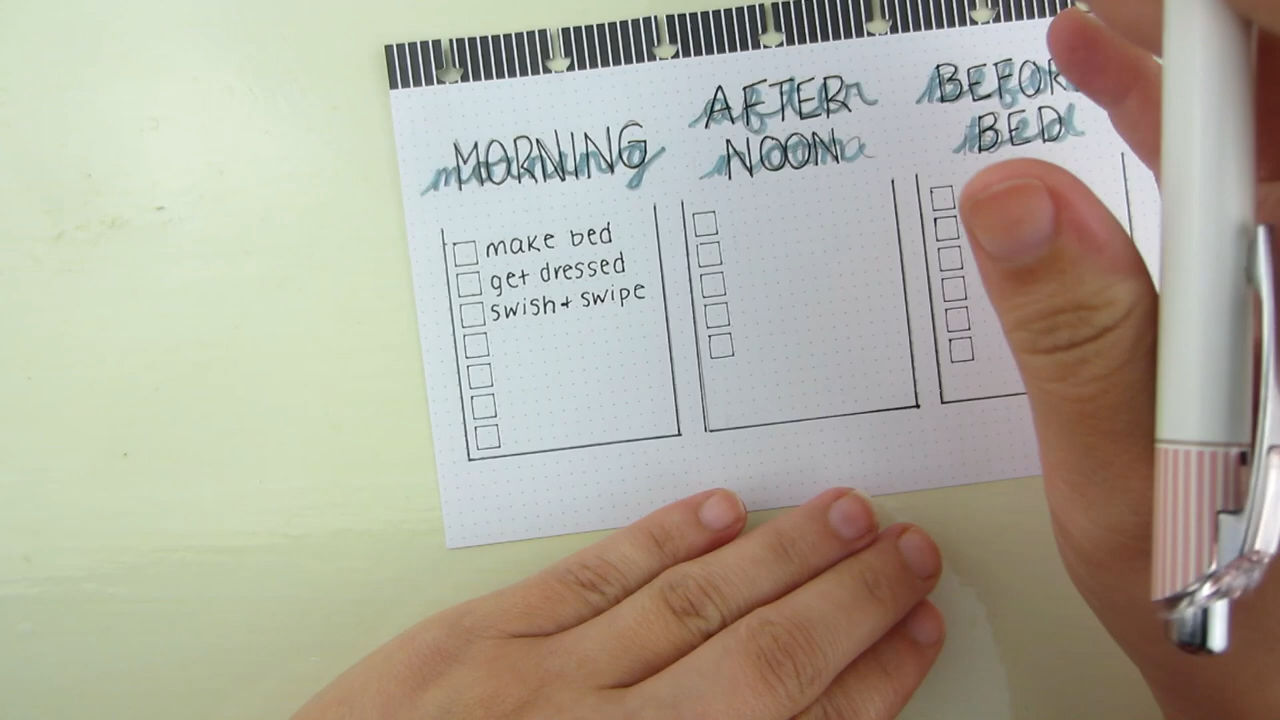 MORNING
make bed
get dressed
swish + swipe
AFTER
NOON
BEFOR
BED